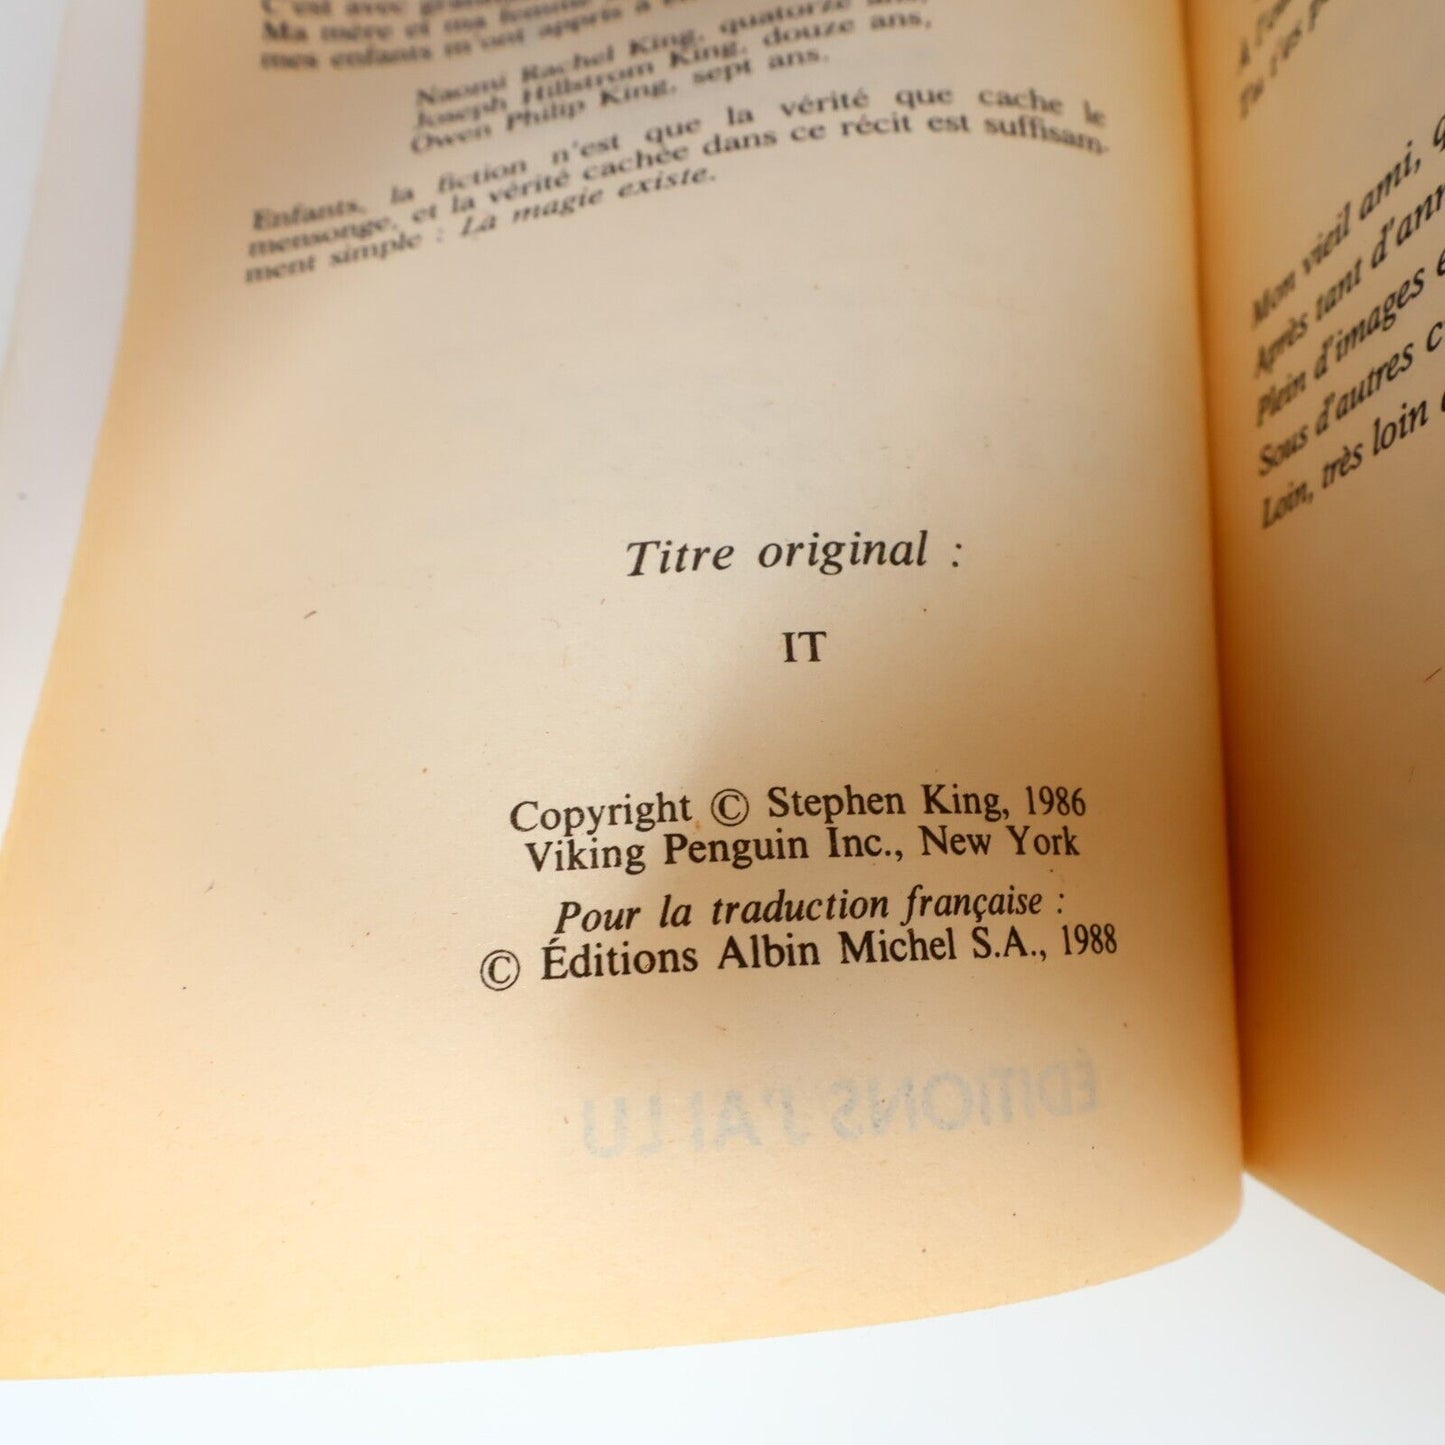 C'est avec
Ma mère et ma femme
mes enfants m'ont appris à
Naomi Rachel King, quatorze ans,
Joseph Hillstrom King, douze ans,
Owen Philip King, sept ans.
Enfants, la fiction n'est que la vérité que cache le
mensonge, et la vérité cachée dans ce récit est suffisam-
ment simple : La magie existe.
Titre original :
IT
Copyright © Stephen King, 1986
Viking Penguin Inc., New York
Pour la traduction française :
© Éditions Albin Michel S.A., 1988
ÉDITIONS J'AI LU
Mon vieil ami,
Après tant
Plein d'images
Sous d'autres
Loin, très loin